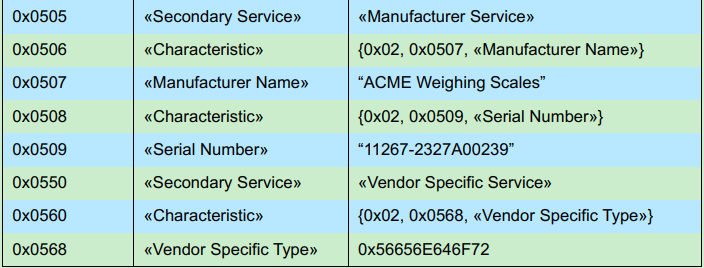 0x0505 «Secondary Service» «Manufacturer Service»
0x0506 «Characteristic» {0x02, 0x0507, «Manufacturer Name»}
0x0507 «Manufacturer Name» “ACME Weighing Scales”
0x0508 «Characteristic» {0x02, 0x0509, «Serial Number»}
0x0509 «Serial Number» “11267-2327A00239”
0x0550 «Secondary Service» «Vendor Specific Service»
0x0560 «Characteristic» {0x02, 0x0568, «Vendor Specific Type»}
0x0568 «Vendor Specific Type» 0x56656E646F72